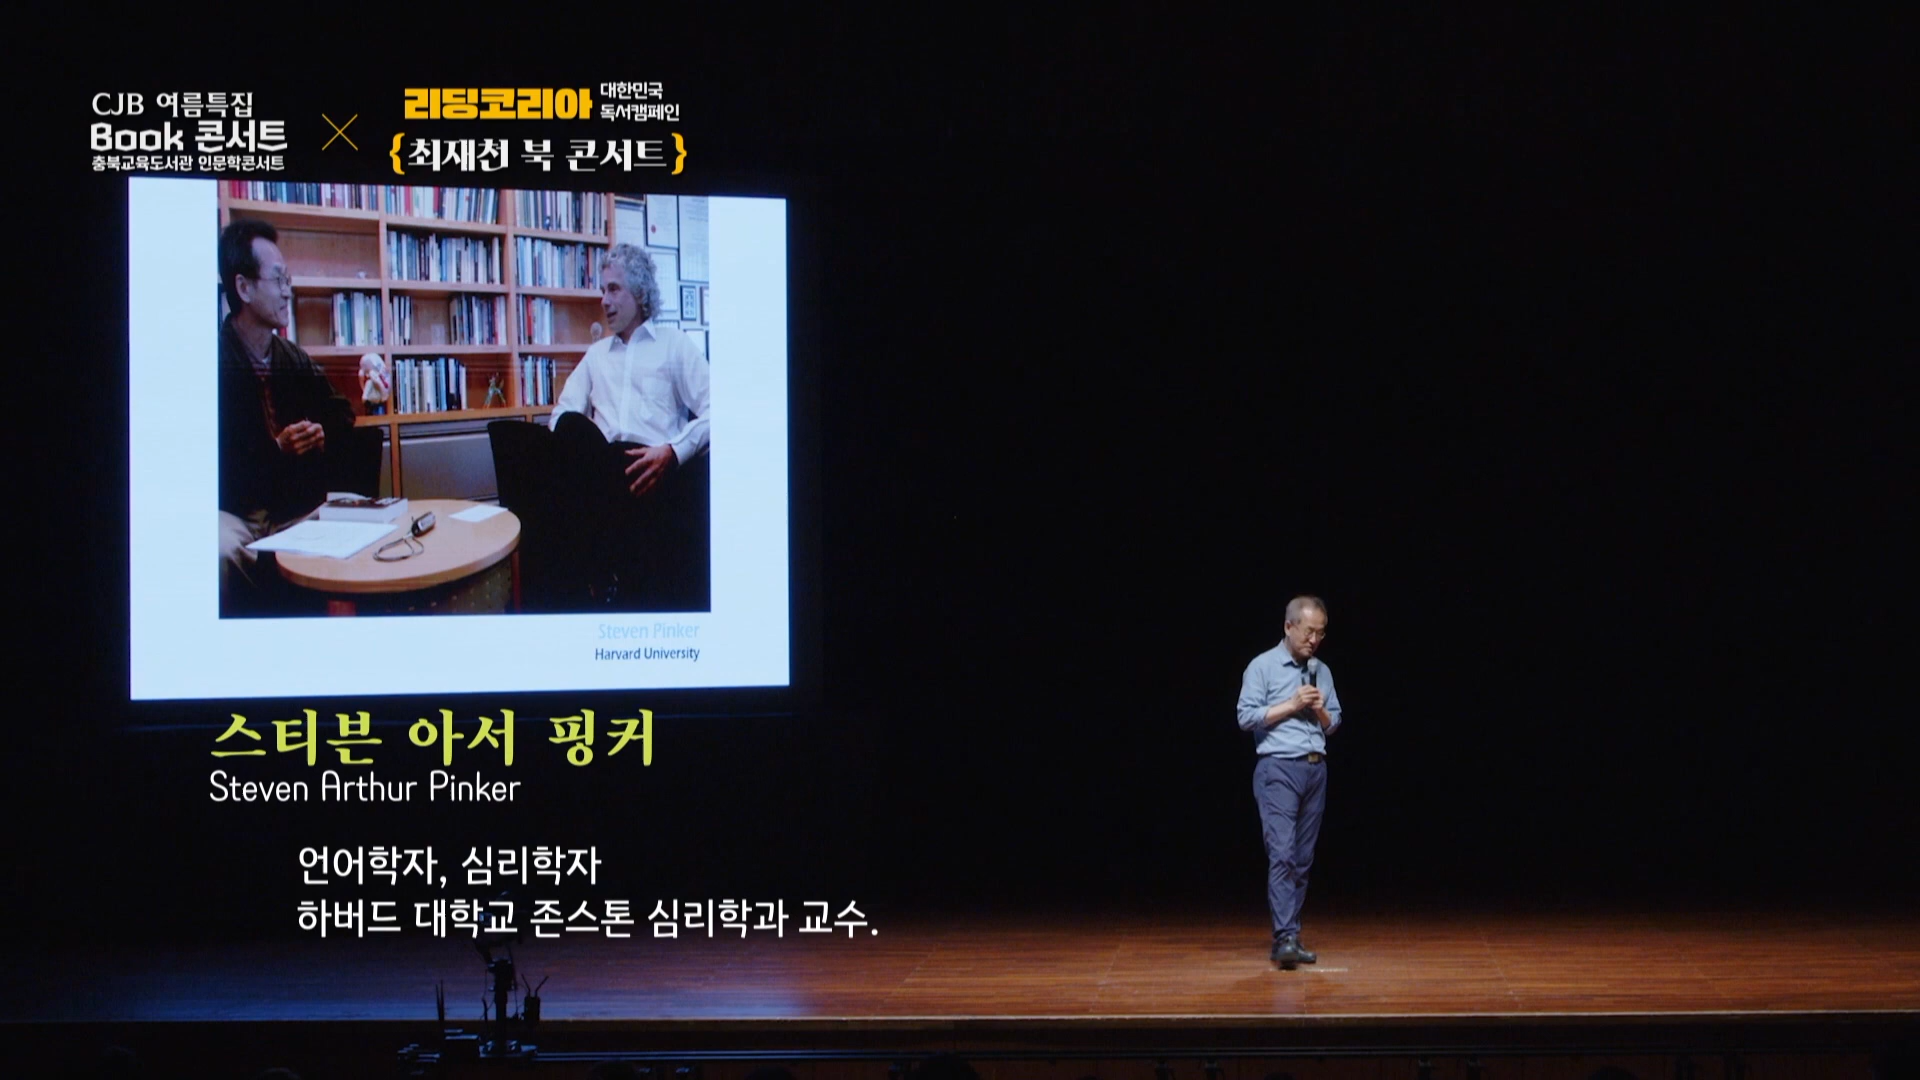 CJB 여름특집
Book 콘서트
충북교육도서관 인문학콘서트
리딩코리아
대한민국
독서캠페인
{최재천 북 콘서트}
Steven Pinker
Harvard University
스티븐 아서 핑커
Steven Arthur Pinker
언어학자, 심리학자
하버드 대학교 존스톤 심리학과 교수.